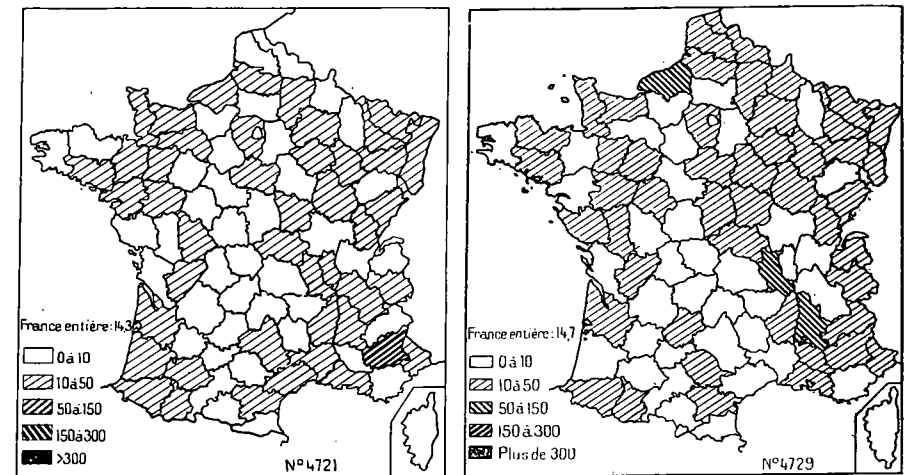 France entière : 14,3
0 à 10
10 à 50
50 à 150
150 à 300
>300
N° 4721
France entière : 14,7
0 à 10
10 à 50
50 à 150
150 à 300
Plus de 300
N° 4729